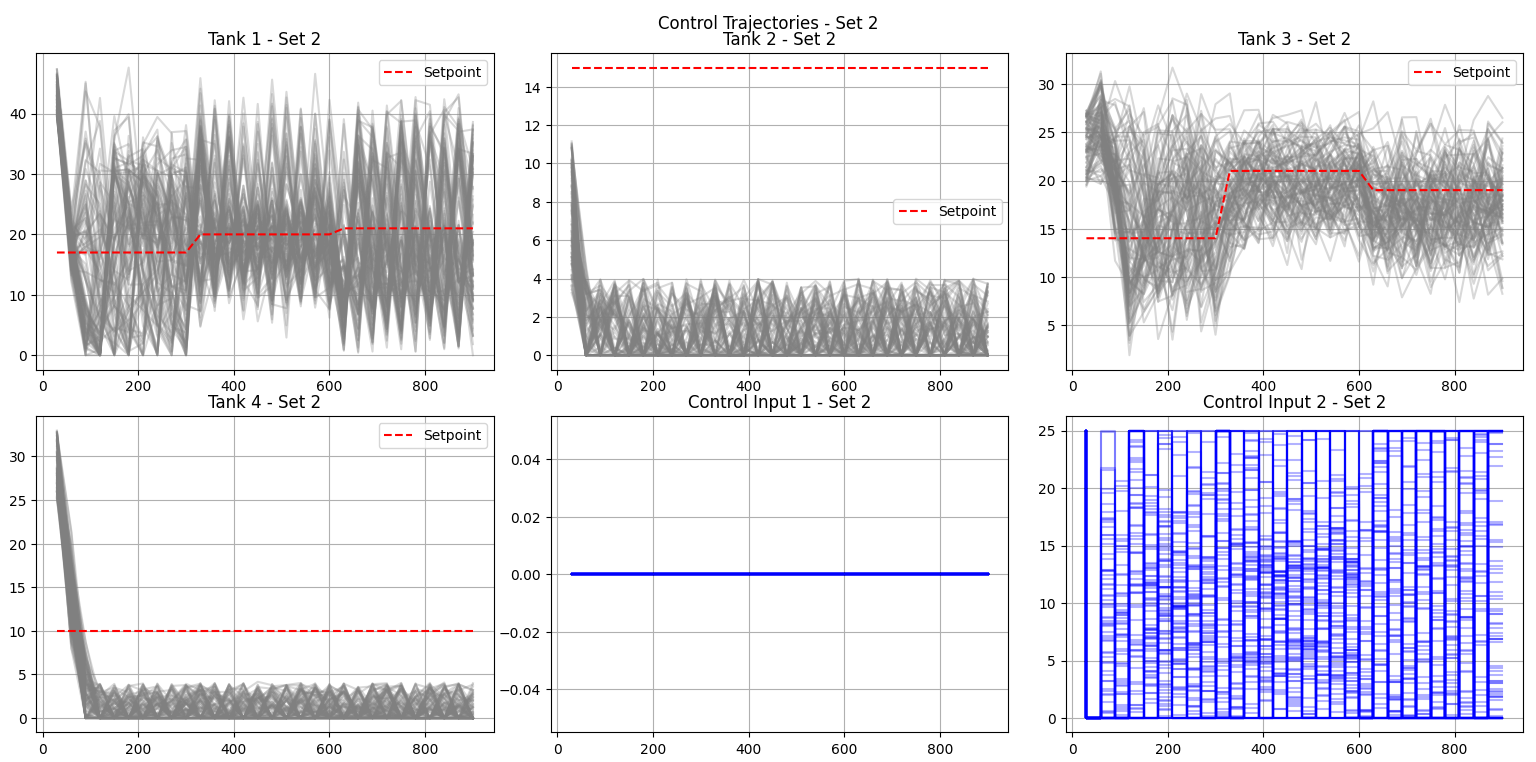 Control Trajectories - Set 2
Tank 1 - Set 2
Tank 2 - Set 2
Tank 3 - Set 2
Setpoint
Setpoint
Setpoint
40
30
20
10
0
0 200 400 600 800
14
12
10
8
6
4
2
0
0 200 400 600 800
30
25
20
15
10
5
0 200 400 600 800
Tank 4 - Set 2
Control Input 1 - Set 2
Control Input 2 - Set 2
Setpoint
30
25
20
15
10
5
0
0 200 400 600 800
0.04
0.02
0.00
−0.02
−0.04
0 200 400 600 800
25
20
15
10
5
0
0 200 400 600 800